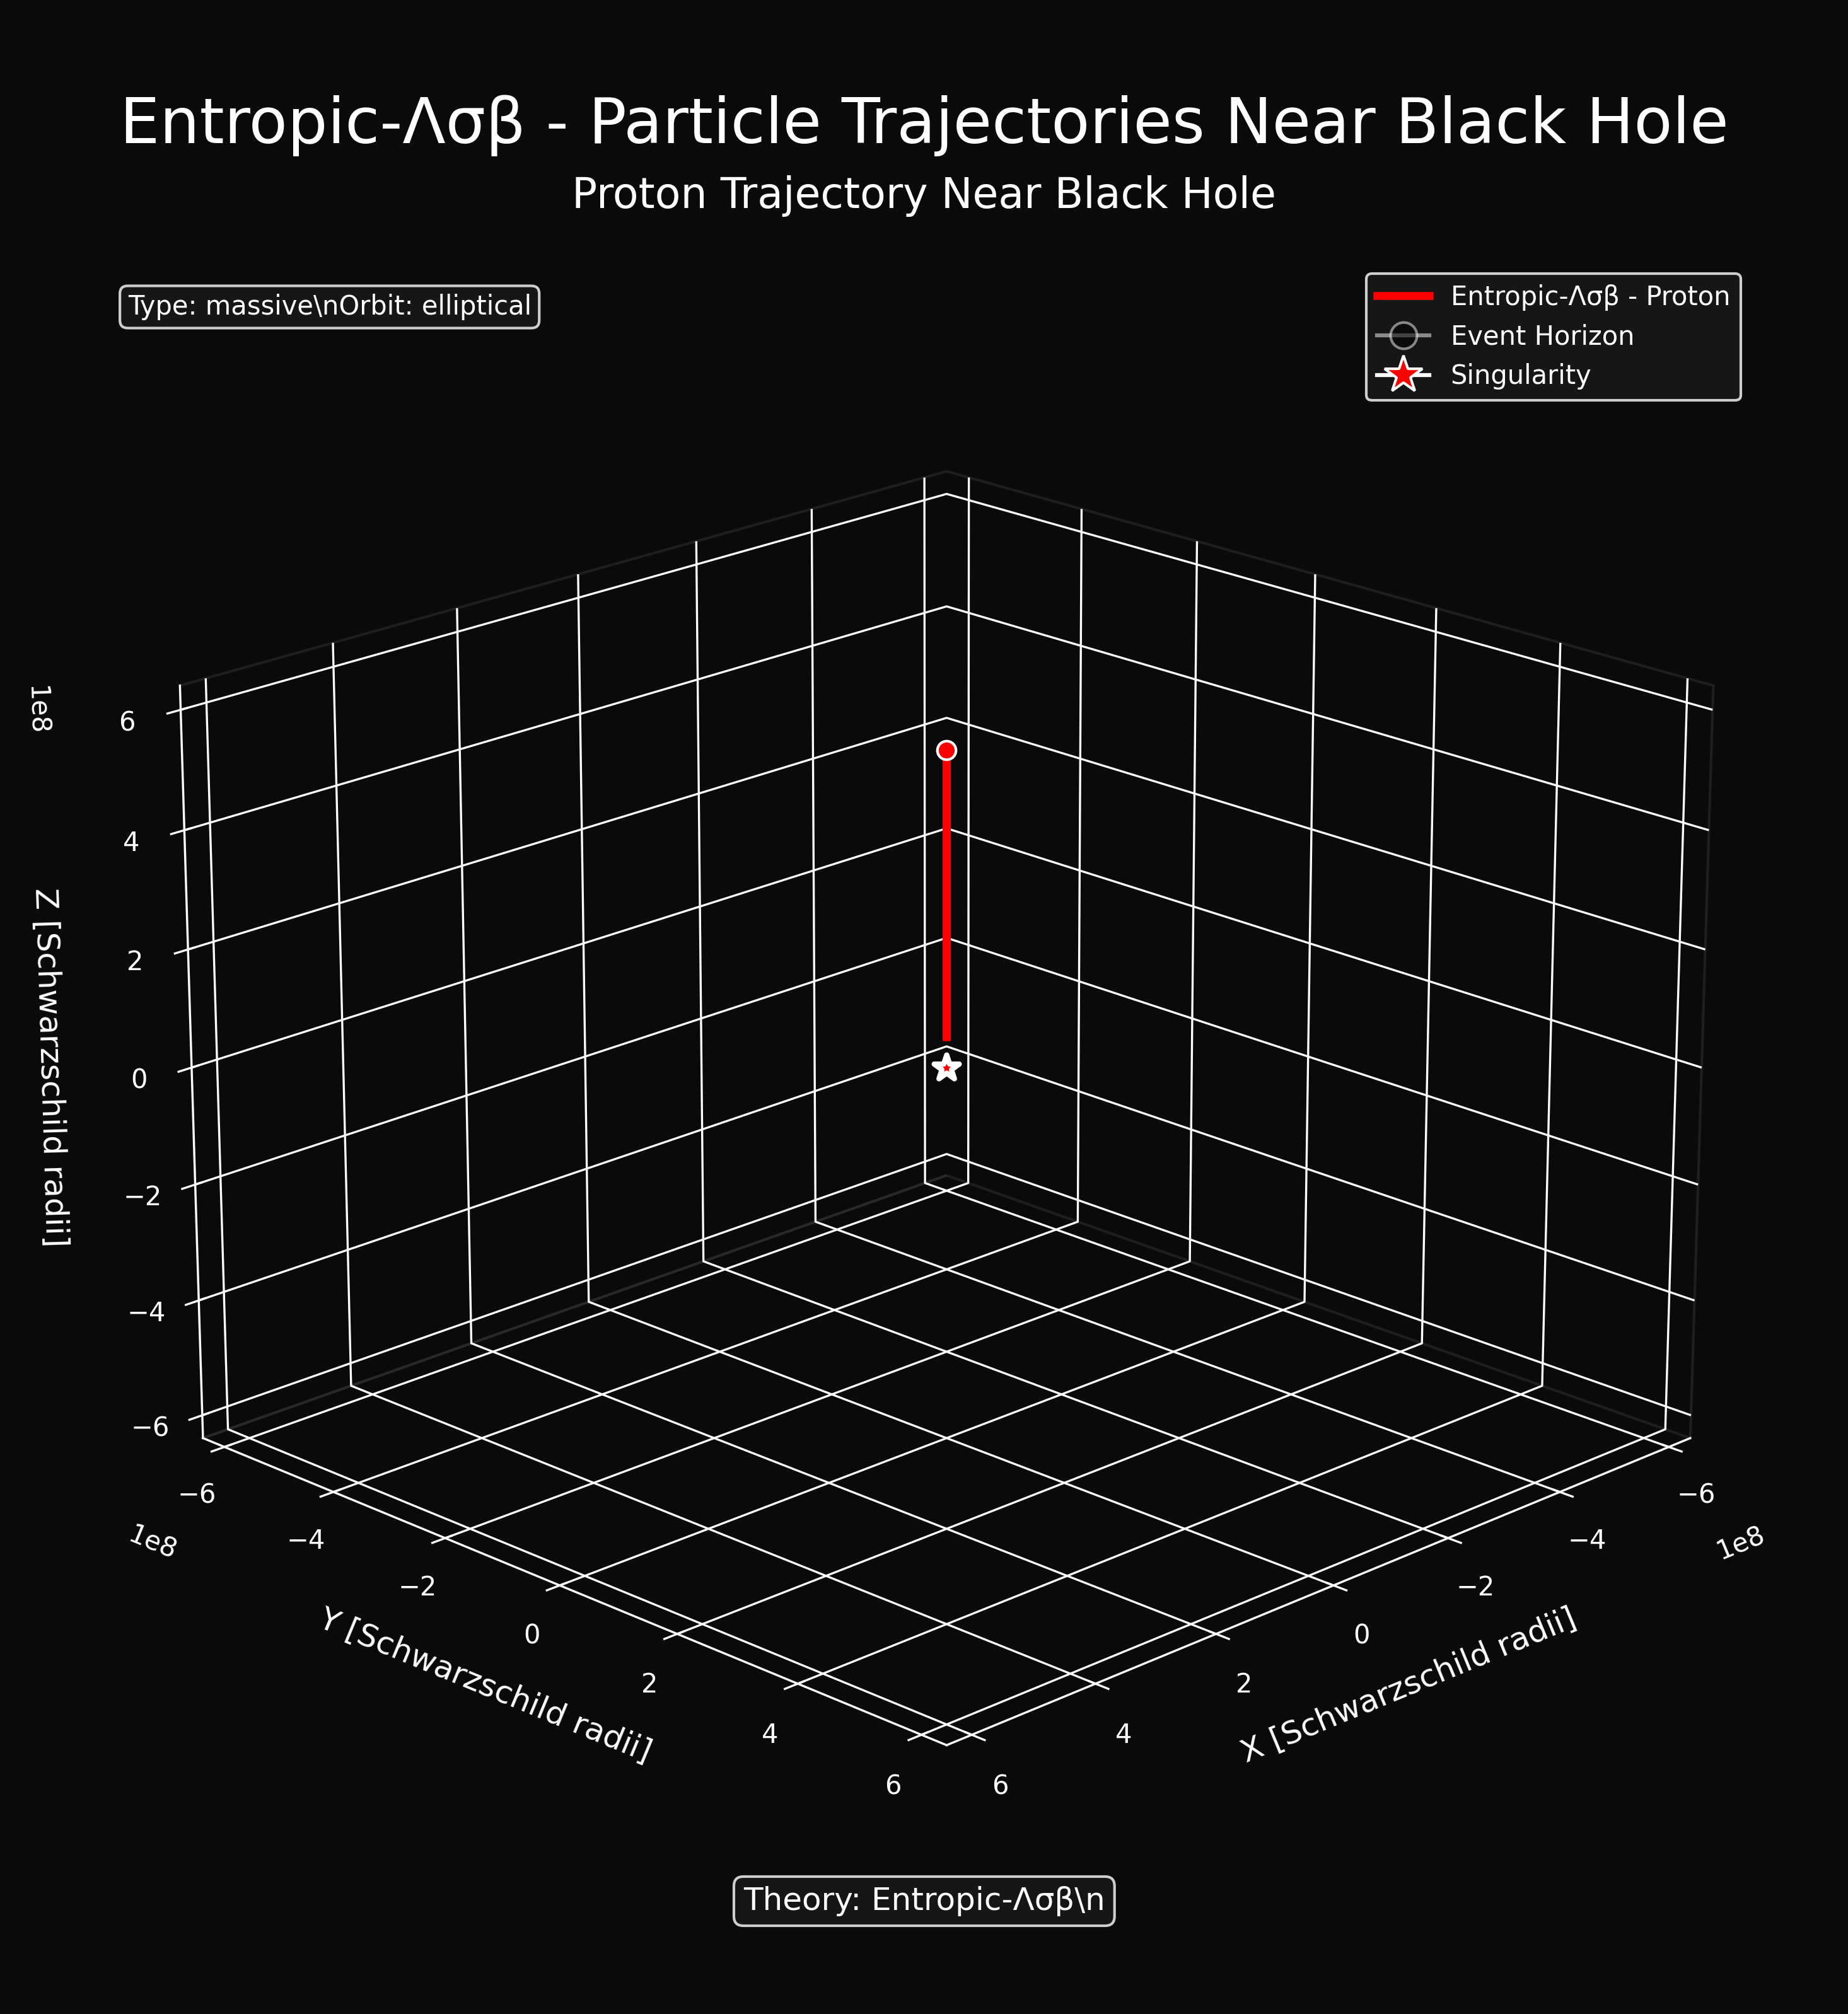 Entropic-Λσβ - Particle Trajectories Near Black Hole
Proton Trajectory Near Black Hole
Type: massive\nOrbit: elliptical
Entropic-Λσβ - Proton
Event Horizon
Singularity
1e8
6
4
2
0
−2
−4
−6
Z [Schwarzschild radii]
−6
−4
−2
0
2
4
6
1e8
Y [Schwarzschild radii]
6
4
2
0
−2
−4
−6
1e8
X [Schwarzschild radii]
Theory: Entropic-Λσβ\n